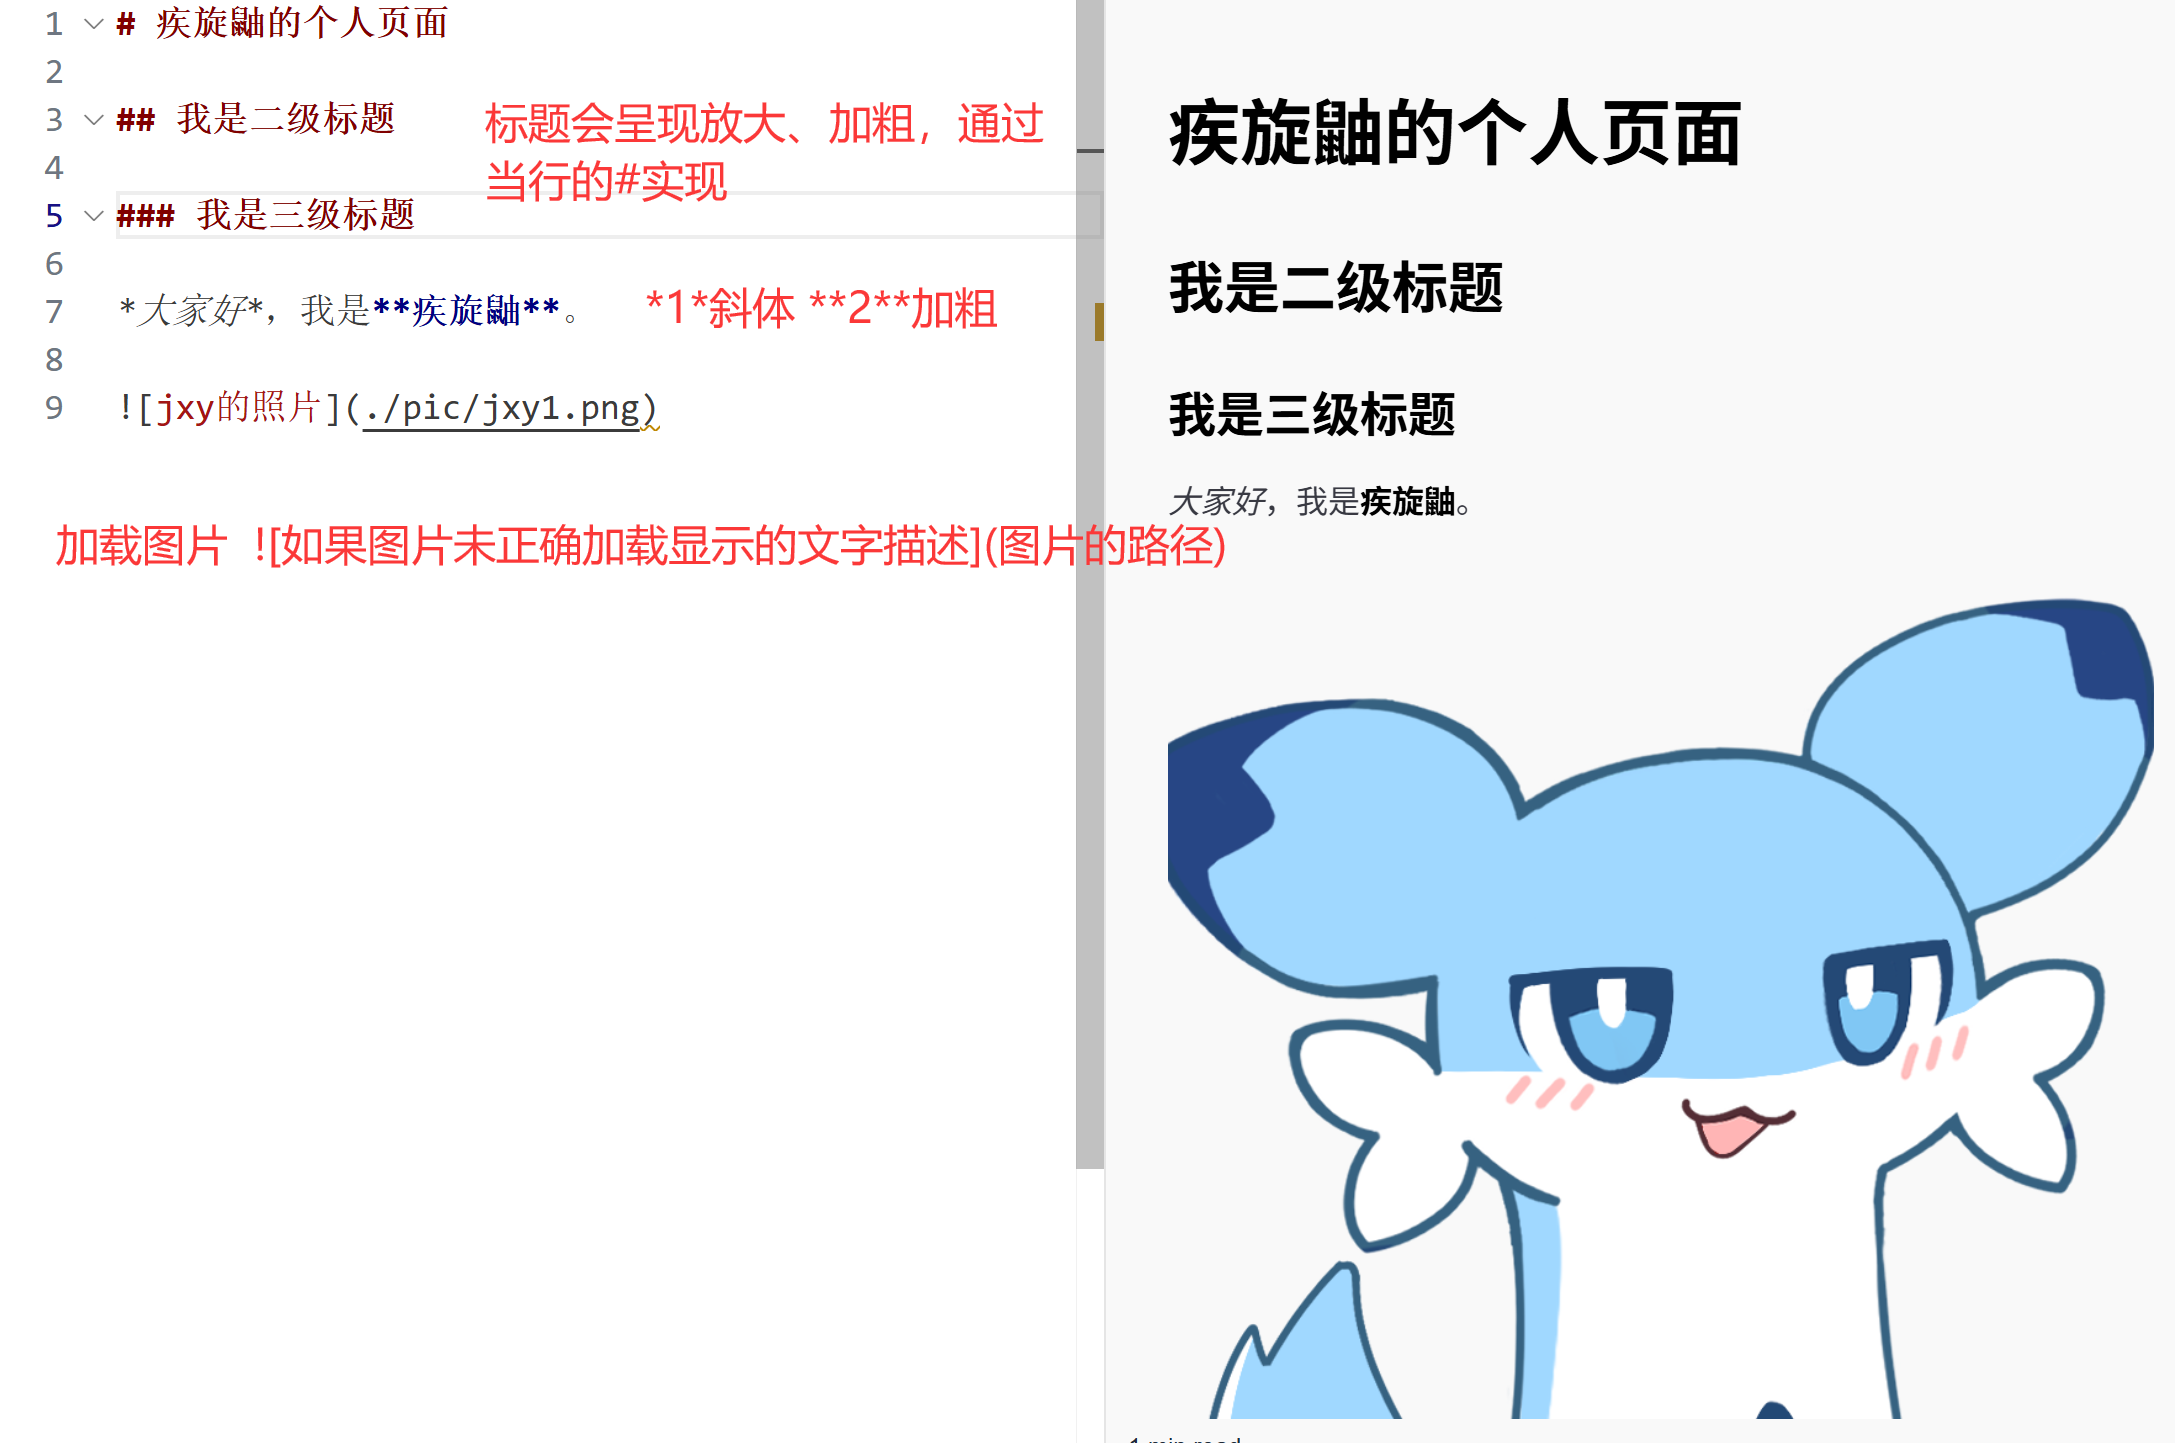 1 # 疾旋鼬的个人页面
2
3 ## 我是二级标题
标题会呈现放大、加粗，通过
当行的#实现
4
5 ### 我是三级标题
6
7 *大家好*，我是**疾旋鼬**。
*1*斜体 **2**加粗
8
9 ![jxy的照片](./pic/jxy1.png)
加载图片 ![如果图片未正确加载显示的文字描述](图片的路径)
疾旋鼬的个人页面
我是二级标题
我是三级标题
大家好，我是疾旋鼬。
1 min read